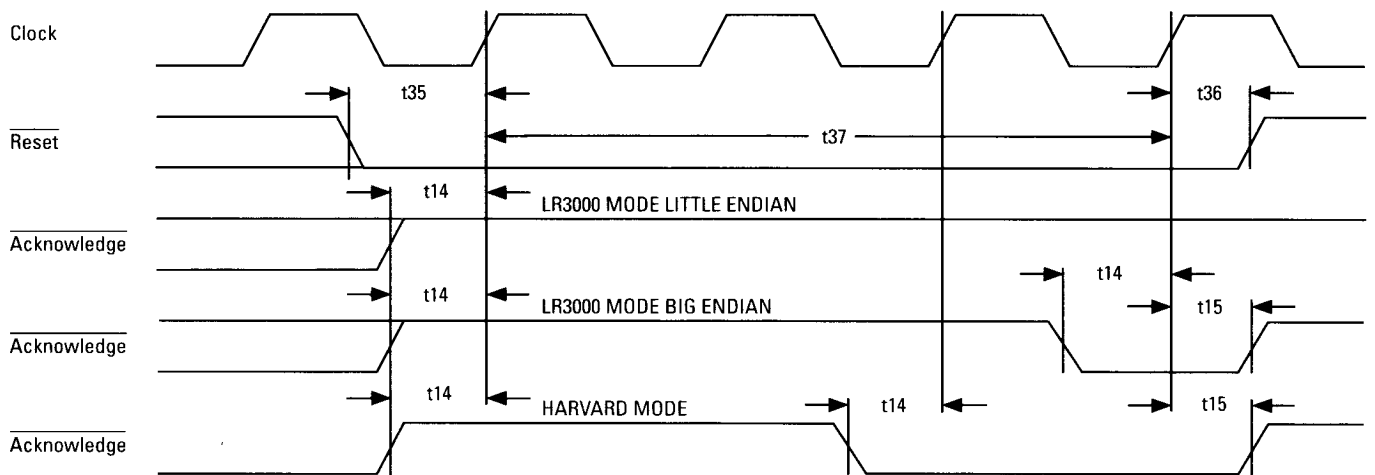 Clock
t35
t36
Reset
t37
t14
LR3000 MODE LITTLE ENDIAN
Acknowledge
t14
t14
LR3000 MODE BIG ENDIAN
t15
Acknowledge
t14
HARVARD MODE
t14
t15
Acknowledge